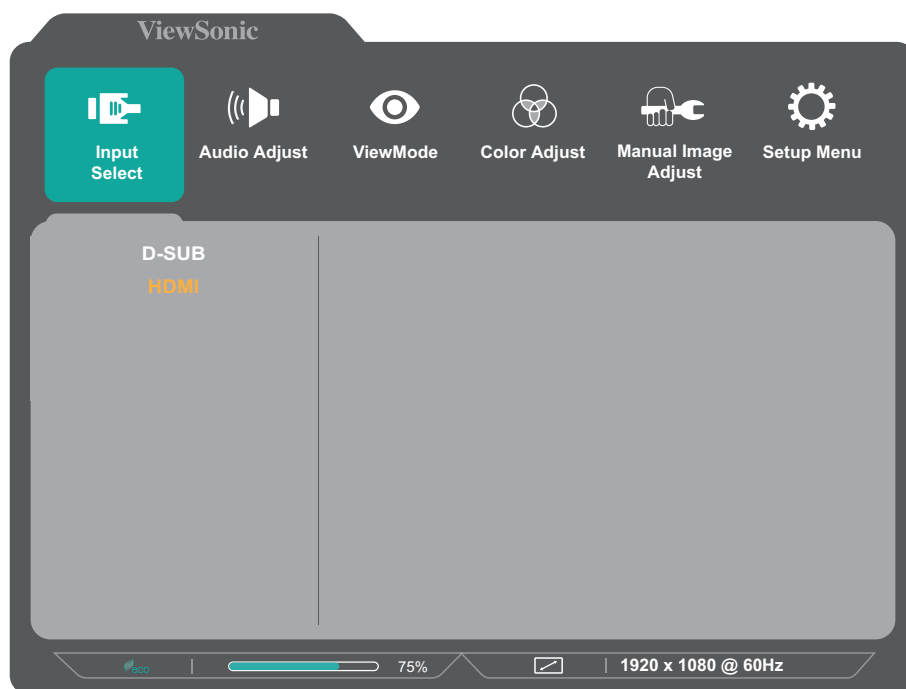 ViewSonic
Input
Select
Audio Adjust
ViewMode
Color Adjust
Manual Image
Adjust
Setup Menu
D-SUB
HDMI
ECO
75%
1920 x 1080 @ 60Hz